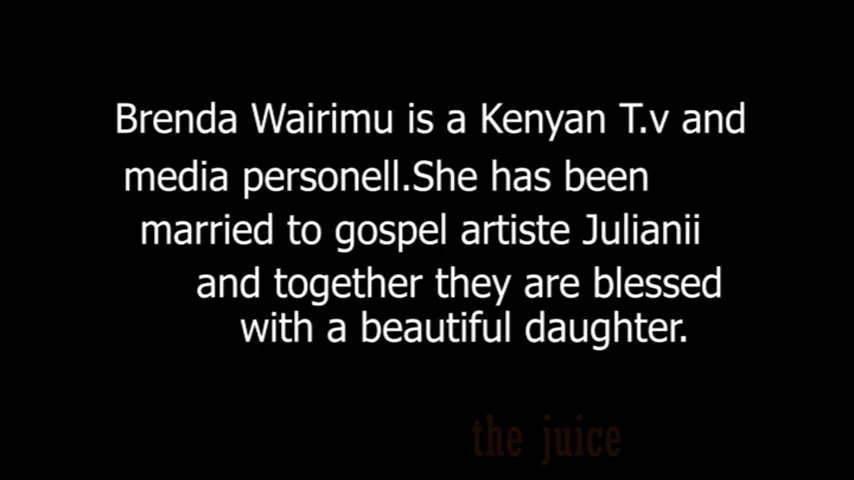 Brenda Wairimu is a Kenyan T.v and
media personell.She has been
married to gospel artiste Julianii
and together they are blessed
with a beautiful daughter.
the juice